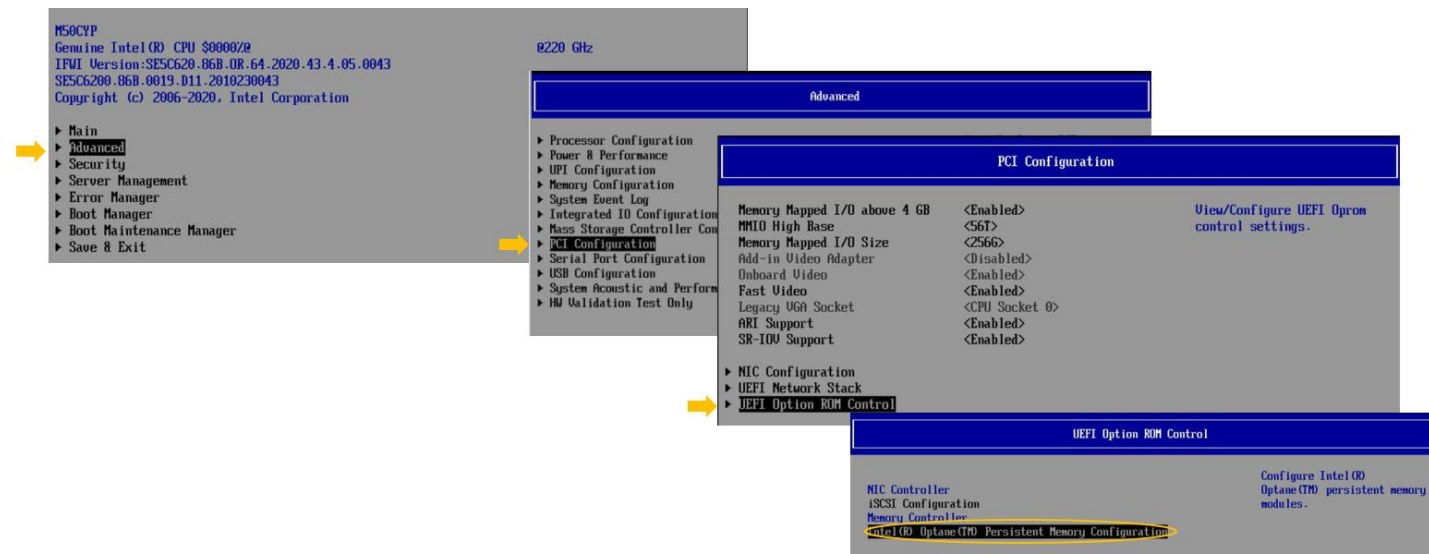 M50CYP
Genuine Intel(R) CPU $0000%@ @220 GHz
IFWI Version:SE5C620.86B.OR.64.2020.43.4.05.0043
SE5C6200.86B.0019.D11.2010230043
Copyright (c) 2006-2020, Intel Corporation
Main
Advanced
Security
Server Management
Error Manager
Boot Manager
Boot Maintenance Manager
Save & Exit
Advanced
Processor Configuration
Power & Performance
UPI Configuration
Memory Configuration
System Event Log
Integrated IO Configuration
Mass Storage Controller Con
PCI Configuration
Serial Port Configuration
USB Configuration
System Acoustic and Perform
HW Validation Test Only
PCI Configuration
Memory Mapped I/O above 4 GB <Enabled>
MMIO High Base <56T>
Memory Mapped I/O Size <256G>
Add-in Video Adapter <Disabled>
Onboard Video <Enabled>
Fast Video <Enabled>
Legacy VGA Socket <CPU Socket 0>
ARI Support <Enabled>
SR-IOV Support <Enabled>
NIC Configuration
UEFI Network Stack
UEFI Option ROM Control
View/Configure UEFI Oprom
control settings.
UEFI Option ROM Control
NIC Controller
iSCSI Configuration
Memory Controller
Intel(R) Optane(TM) Persistent Memory Configuration
Configure Intel(R)
Optane(TM) persistent memory
modules.